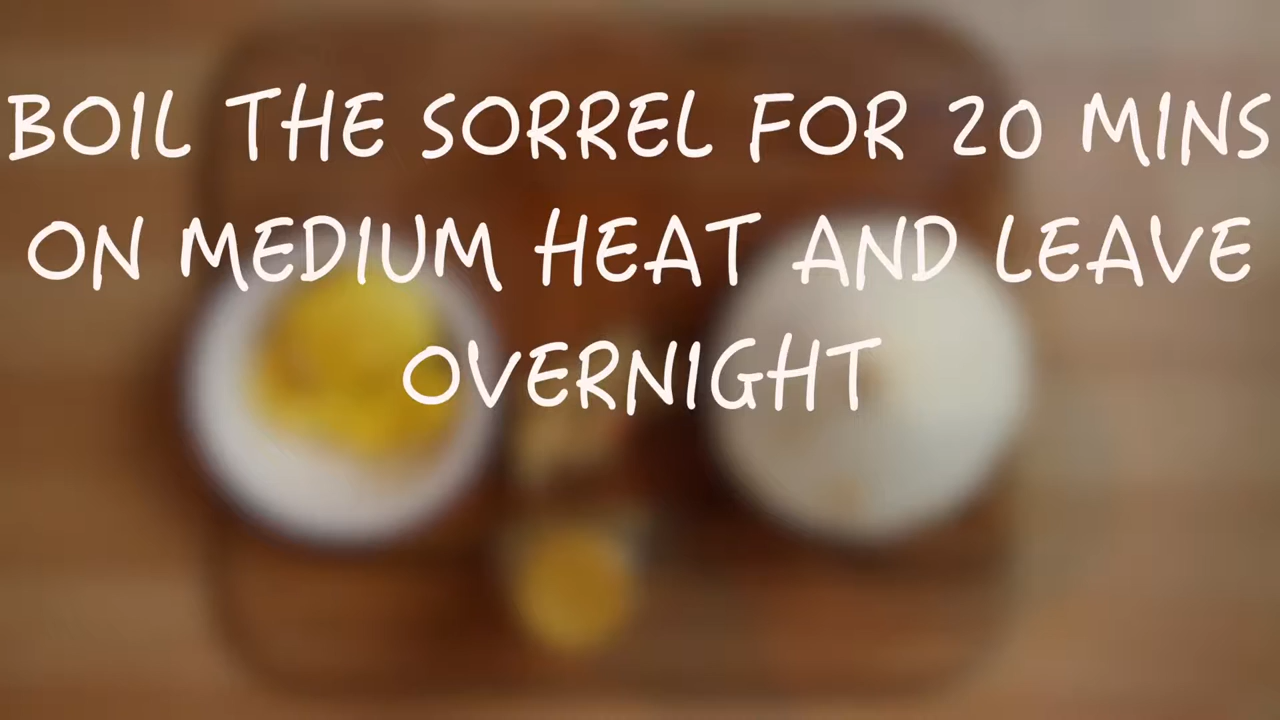 BOIL THE SORREL FOR 20 MINS
ON MEDIUM HEAT AND LEAVE
OVERNIGHT